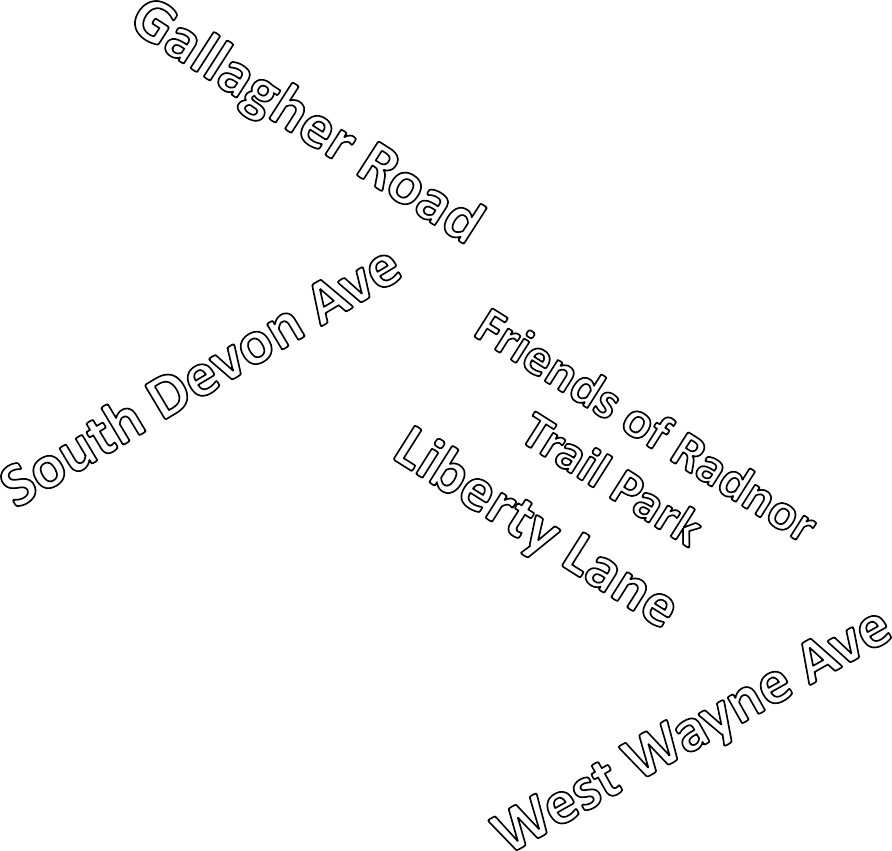 Gallagher Road
South Devon Ave
Friends of Radnor
Trail Park
Liberty Lane
West Wayne Ave